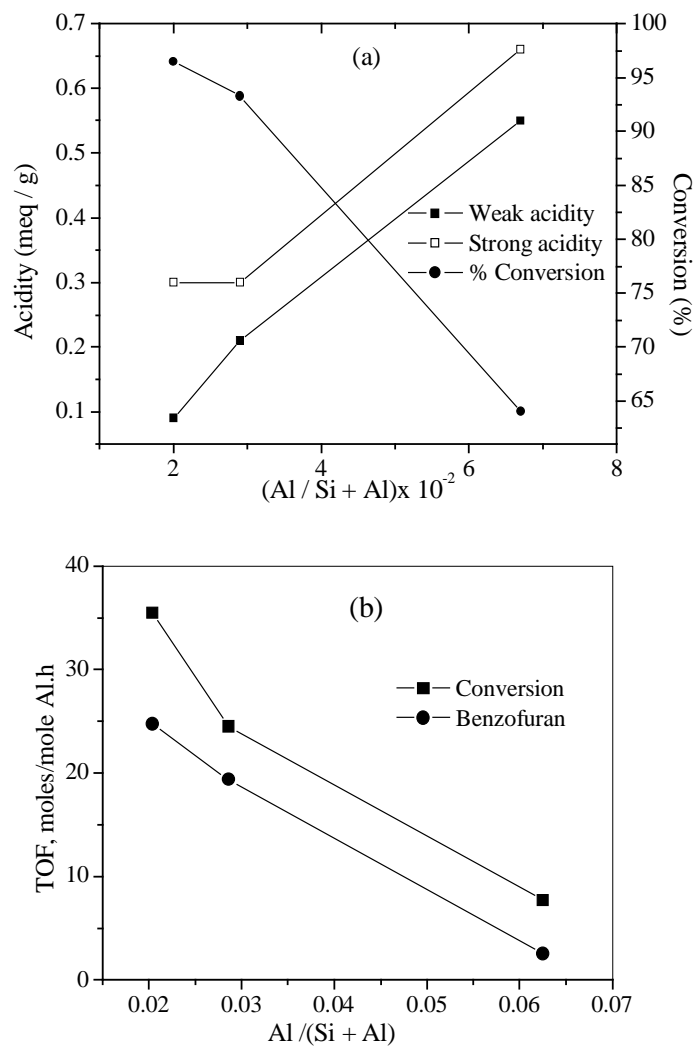 0.7
0.6
0.5
0.4
0.3
0.2
0.1
Acidity (meq / g)
(a)
100
95
90
85
80
75
70
65
Conversion (%)
Weak acidity
Strong acidity
% Conversion
2 4 6 8
(Al / Si + Al)x 10-2
40
30
20
10
0
TOF, moles/mole Al.h
(b)
Conversion
Benzofuran
0.02 0.03 0.04 0.05 0.06 0.07
Al /(Si + Al)